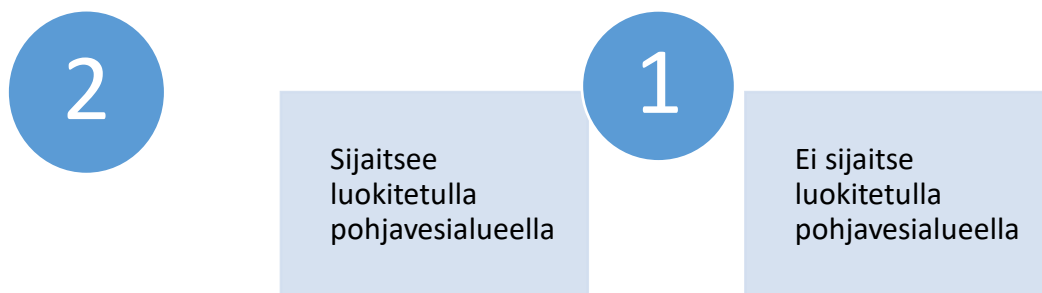 2
Sijaitsee
luokitetulla
pohjavesialueella
1
Ei sijaitse
luokitetulla
pohjavesialueella